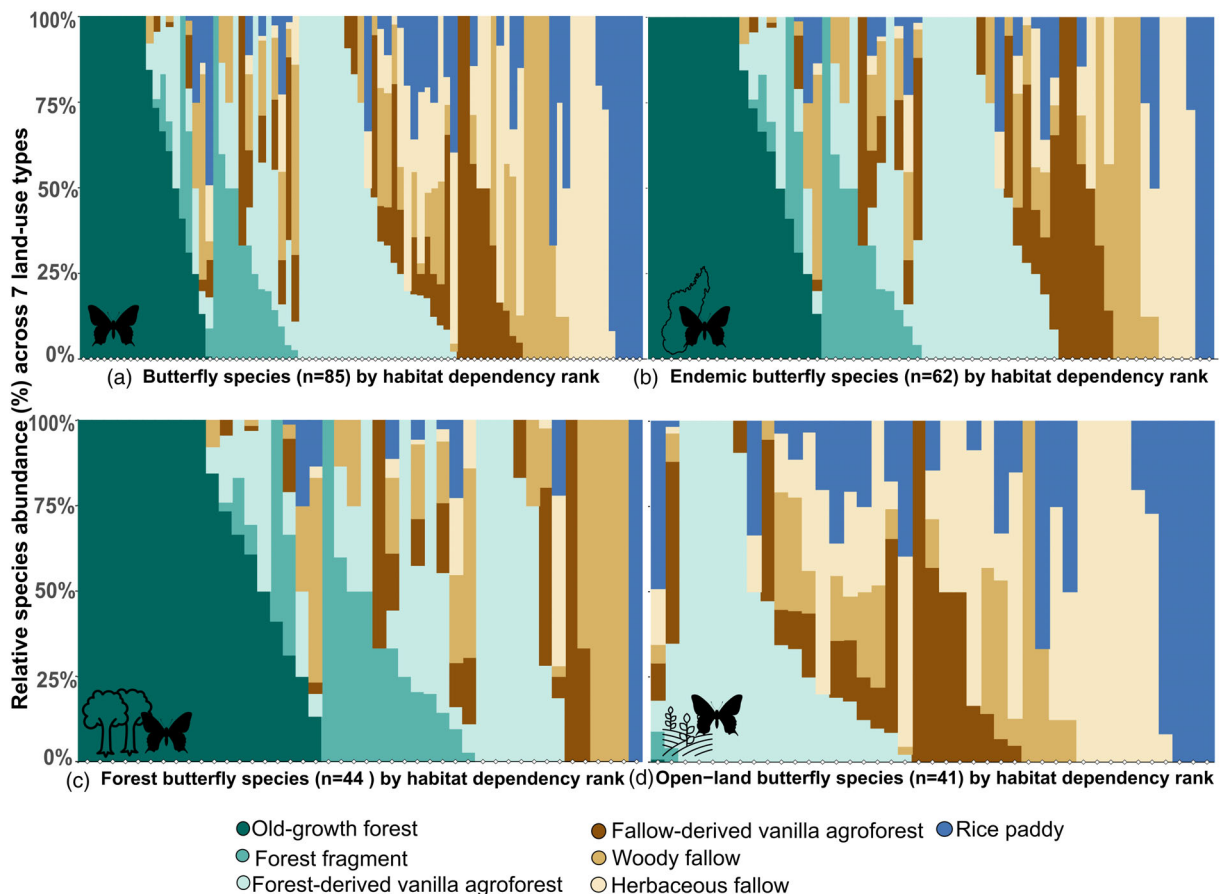 Relative species abundance (%) across 7 land-use types
100%
75%
50%
25%
0%
(a) Butterfly species (n=85) by habitat dependency rank
(b) Endemic butterfly species (n=62) by habitat dependency rank
100%
75%
50%
25%
0%
(c) Forest butterfly species (n=44 ) by habitat dependency rank
(d) Open−land butterfly species (n=41) by habitat dependency rank
Old-growth forest
Forest fragment
Forest-derived vanilla agroforest
Fallow-derived vanilla agroforest
Woody fallow
Herbaceous fallow
Rice paddy